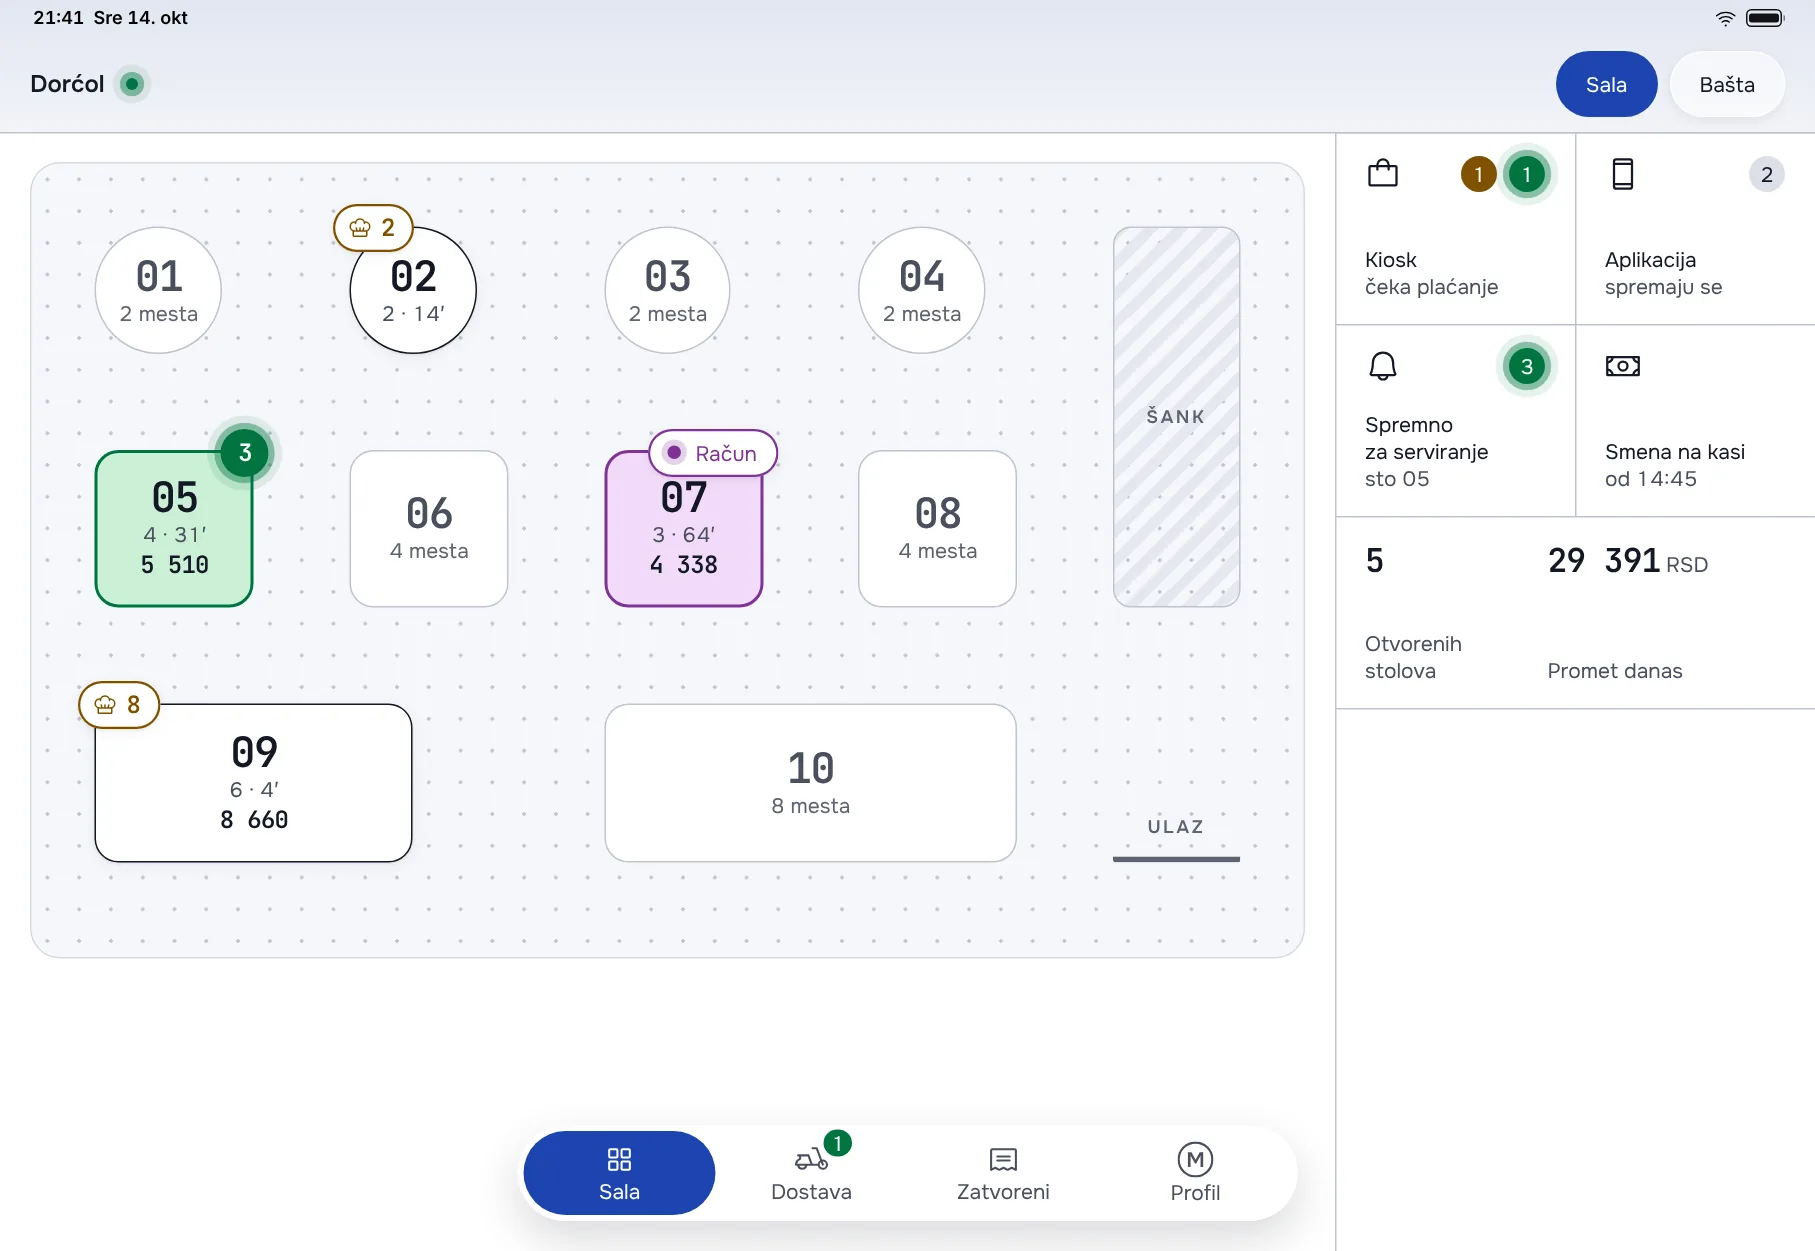 21:41 Sre 14. okt
Dorćol
Sala
Bašta
01
2 mesta
2
02
2 · 14′
03
2 mesta
04
2 mesta
ŠANK
3
05
4 · 31′
5 510
06
4 mesta
Račun
07
3 · 64′
4 338
08
4 mesta
8
09
6 · 4′
8 660
10
8 mesta
ULAZ
1
1
Kiosk
čeka plaćanje
2
Aplikacija
spremaju se
3
Spremno
za serviranje
sto 05
Smena na kasi
od 14:45
5
Otvorenih
stolova
29 391 RSD
Promet danas
Sala
1
Dostava
Zatvoreni
M
Profil